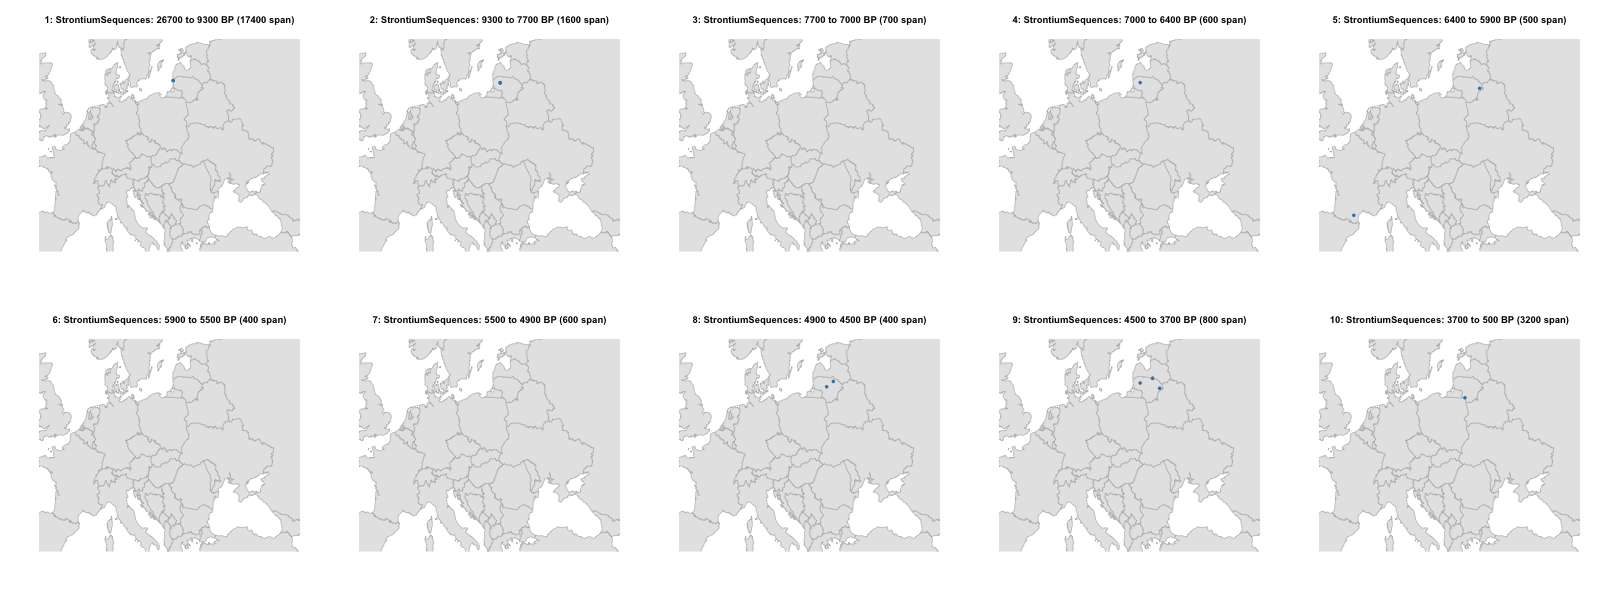 1: StrontiumSequences: 26700 to 9300 BP (17400 span)
2: StrontiumSequences: 9300 to 7700 BP (1600 span)
3: StrontiumSequences: 7700 to 7000 BP (700 span)
4: StrontiumSequences: 7000 to 6400 BP (600 span)
5: StrontiumSequences: 6400 to 5900 BP (500 span)
6: StrontiumSequences: 5900 to 5500 BP (400 span)
7: StrontiumSequences: 5500 to 4900 BP (600 span)
8: StrontiumSequences: 4900 to 4500 BP (400 span)
9: StrontiumSequences: 4500 to 3700 BP (800 span)
10: StrontiumSequences: 3700 to 500 BP (3200 span)